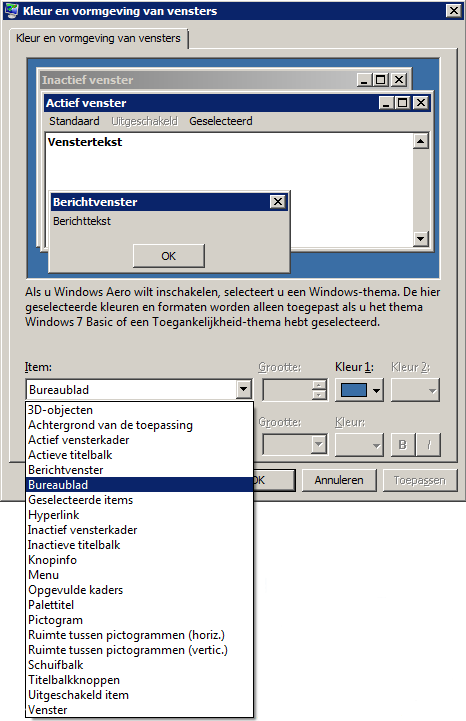 Kleur en vormgeving van vensters
Kleur en vormgeving van vensters
Inactief venster
Actief venster
Standaard Uitgeschakeld Geselecteerd
Venstertekst
Berichtvenster
Berichttekst
OK
Als u Windows Aero wilt inschakelen, selecteert u een Windows-thema. De hier
geselecteerde kleuren en formaten worden alleen toegepast als u het thema
Windows 7 Basic of een Toegankelijkheid-thema hebt geselecteerd.
Item: Grootte: Kleur 1: Kleur 2:
Bureaublad
Grootte: Kleur:
B I
OK Annuleren Toepassen
3D-objecten
Achtergrond van de toepassing
Actief vensterkader
Actieve titelbalk
Berichtvenster
Bureaublad
Geselecteerde items
Hyperlink
Inactief vensterkader
Inactieve titelbalk
Knopinfo
Menu
Opgevulde kaders
Palettitel
Pictogram
Ruimte tussen pictogrammen (horiz.)
Ruimte tussen pictogrammen (vertic.)
Schuifbalk
Titelbalkknoppen
Uitgeschakeld item
Venster